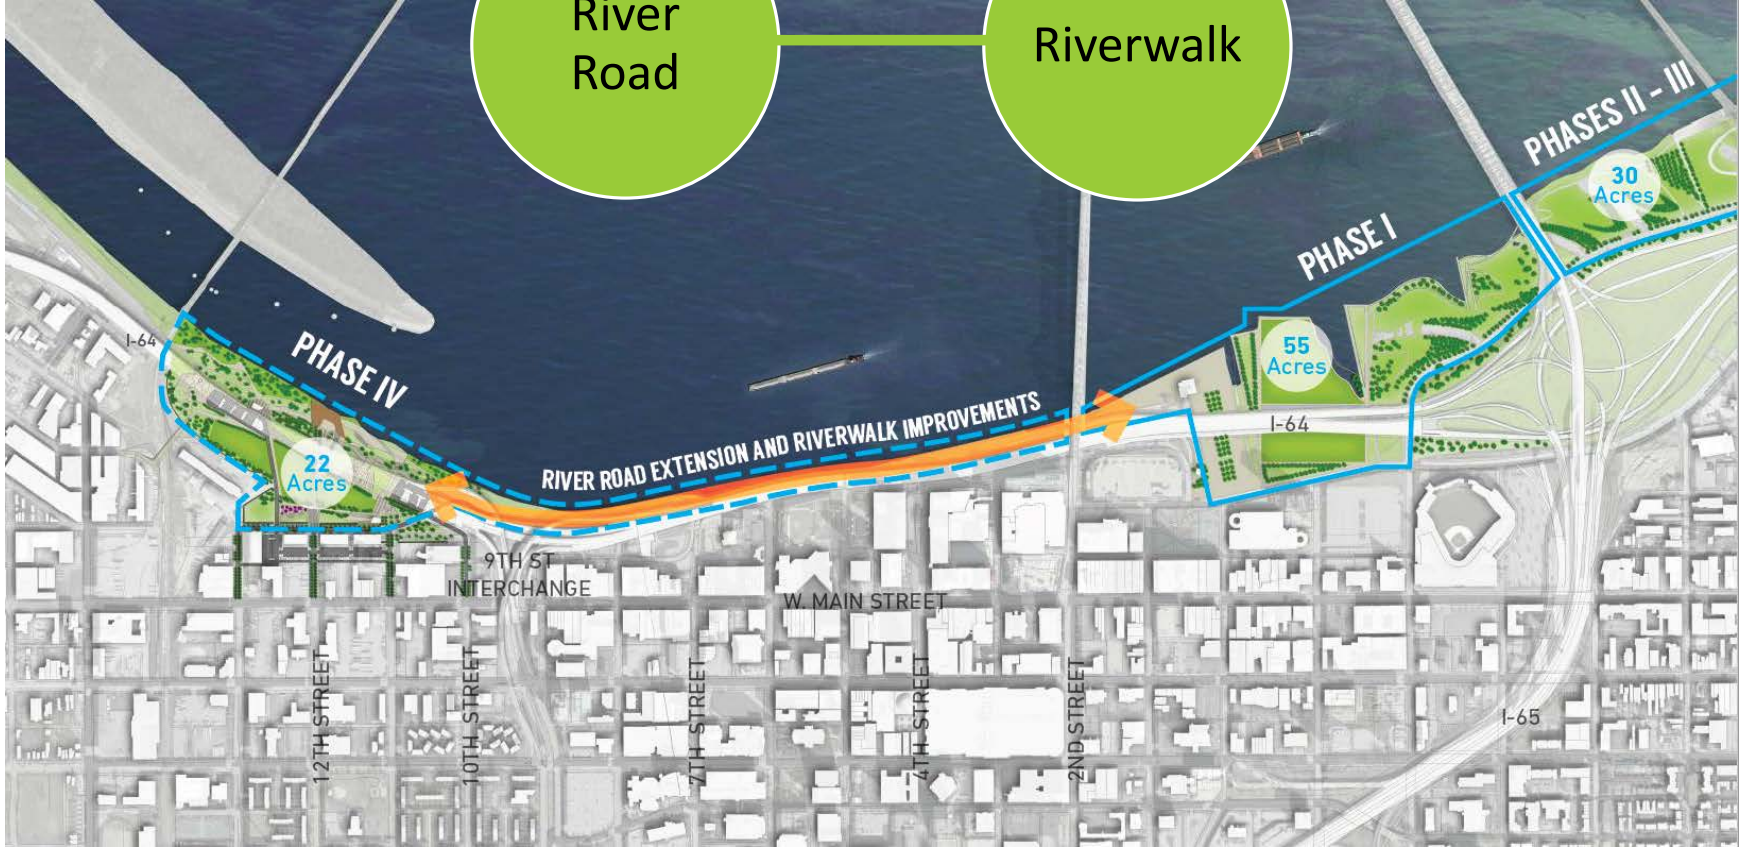 River
Road
Riverwalk
PHASES II - III
30
Acres
PHASE I
I-64
PHASE IV
55
Acres
RIVER ROAD EXTENSION AND RIVERWALK IMPROVEMENTS
I-64
22
Acres
9TH ST
INTERCHANGE
W. MAIN STREET
12TH STREET
10TH STREET
7TH STREET
4TH STREET
2ND STREET
I-65